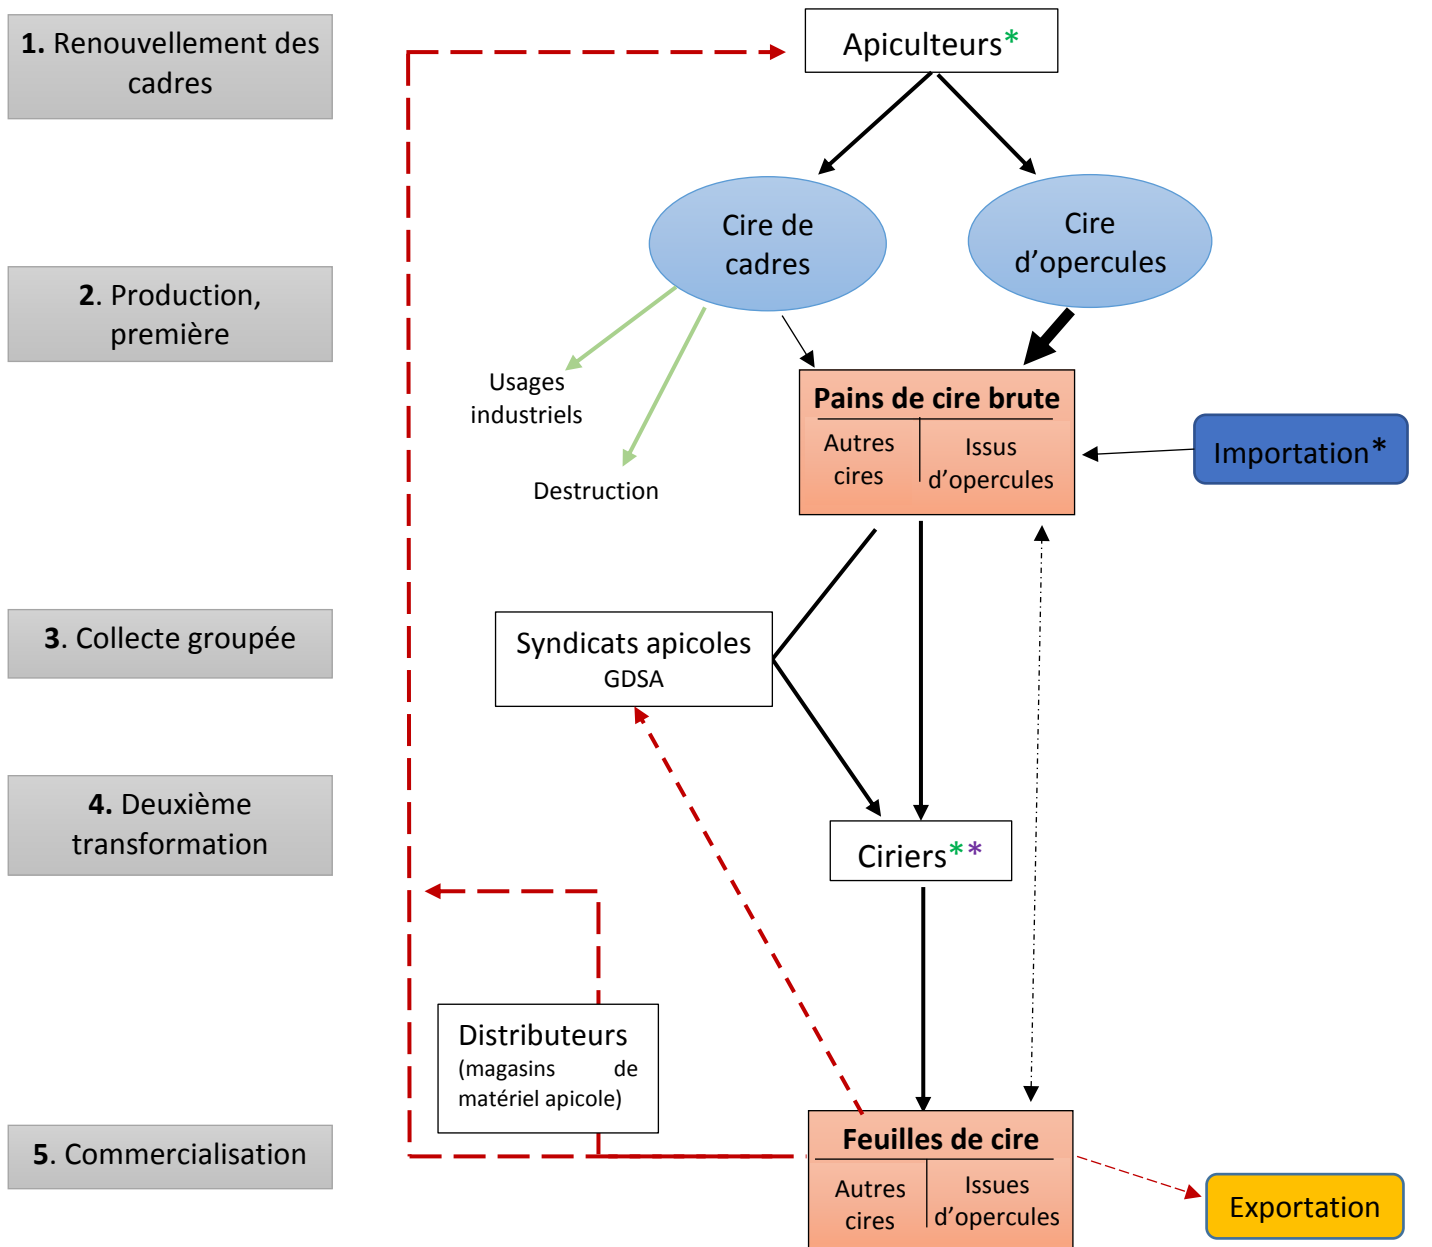 1. Renouvellement des
cadres
Apiculteurs*
Cire de
cadres
Cire
d’opercules
2. Production,
première
Usages
industriels
Destruction
Pains de cire brute
Autres
cires
Issus
d’opercules
Importation*
3. Collecte groupée
Syndicats apicoles
GDSA
4. Deuxième
transformation
Ciriers**
Distributeurs
(magasins de
matériel apicole)
5. Commercialisation
Feuilles de cire
Autres
cires
Issues
d’opercules
Exportation